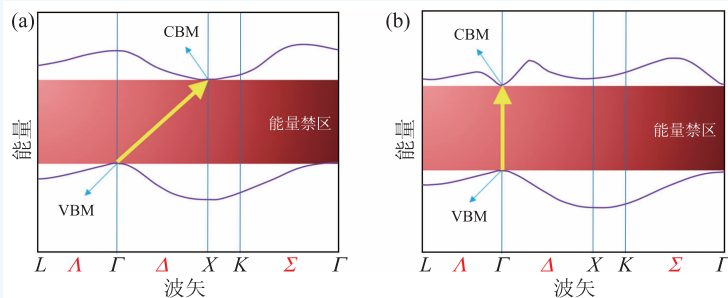 (a)
CBM
能量禁区
能量
VBM
L Λ Γ Δ X K Σ Γ
波矢
(b)
CBM
能量禁区
能量
VBM
L Λ Γ Δ X K Σ Γ
波矢